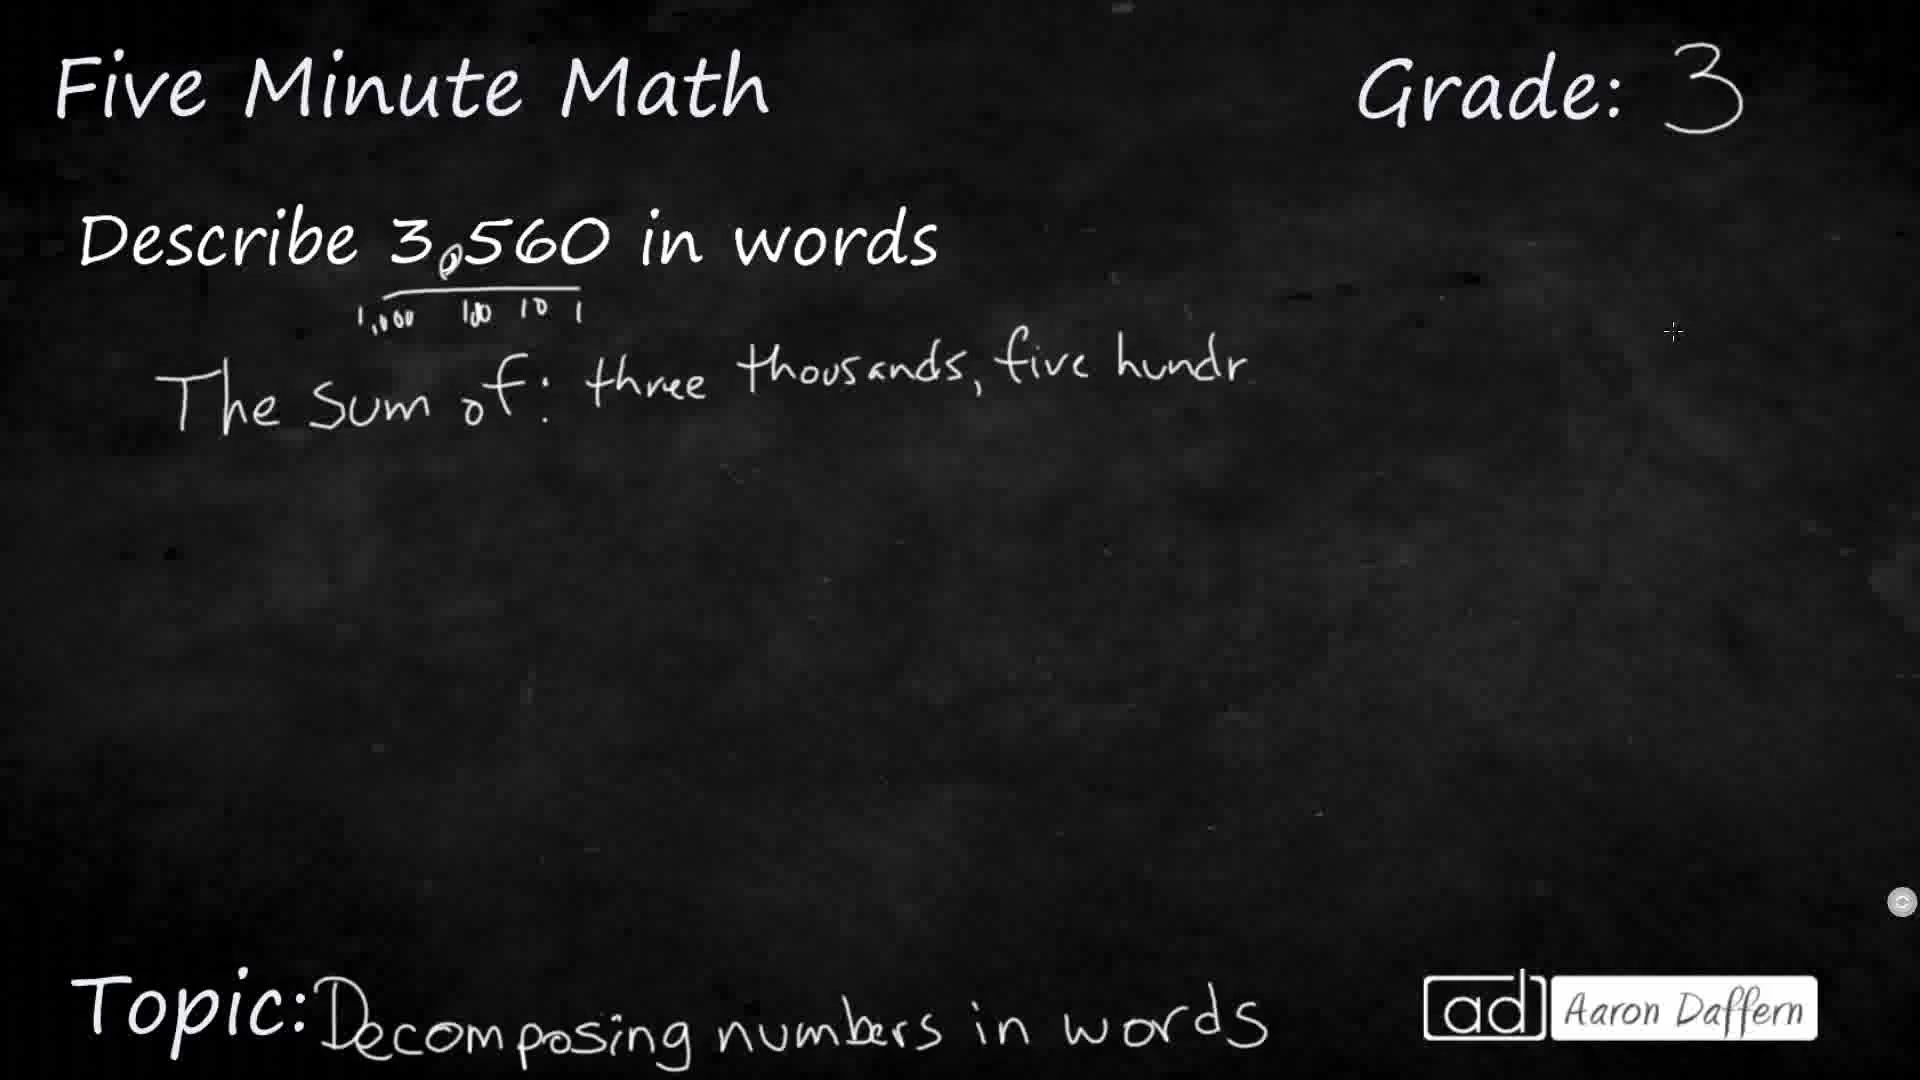 Five Minute Math
Grade: 3
Describe 3,560 in words
1,000 100 10 1
The sum of: three thousands, five hundr
Topic: Decomposing numbers in words
ad Aaron Daffern